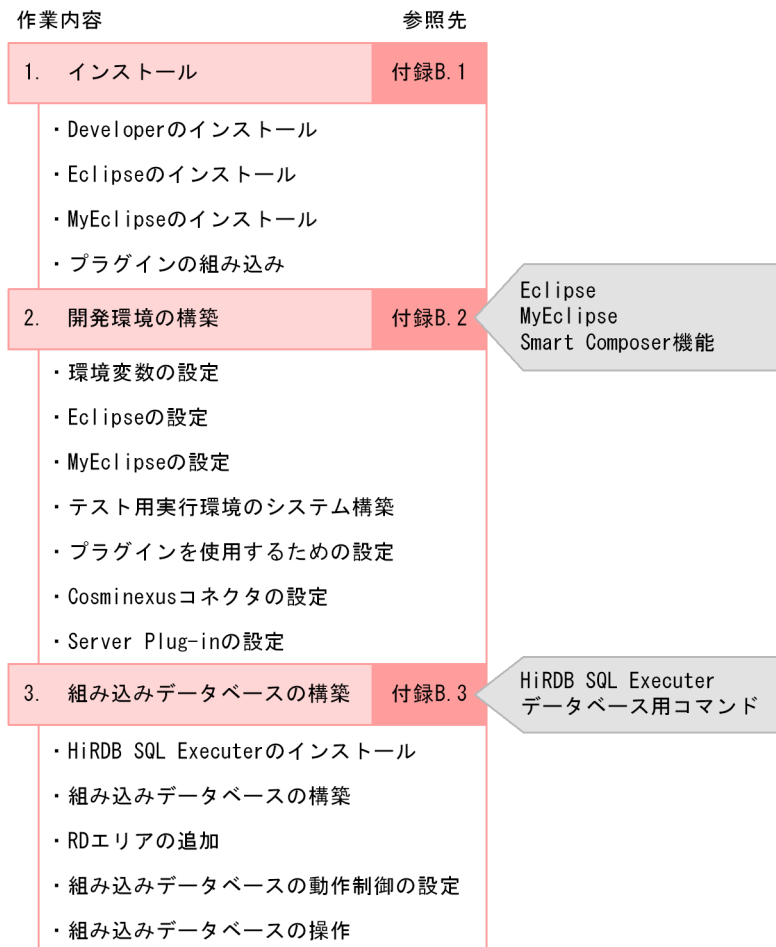 作業内容 参照先
1. インストール 付録B.1
・Developerのインストール
・Eclipseのインストール
・MyEclipseのインストール
・プラグインの組み込み
2. 開発環境の構築 付録B.2
Eclipse
MyEclipse
Smart Composer機能
・環境変数の設定
・Eclipseの設定
・MyEclipseの設定
・テスト用実行環境のシステム構築
・プラグインを使用するための設定
・Cosminexusコネクタの設定
・Server Plug-inの設定
3. 組み込みデータベースの構築 付録B.3
HiRDB SQL Executer
データベース用コマンド
・HiRDB SQL Executerのインストール
・組み込みデータベースの構築
・RDエリアの追加
・組み込みデータベースの動作制御の設定
・組み込みデータベースの操作